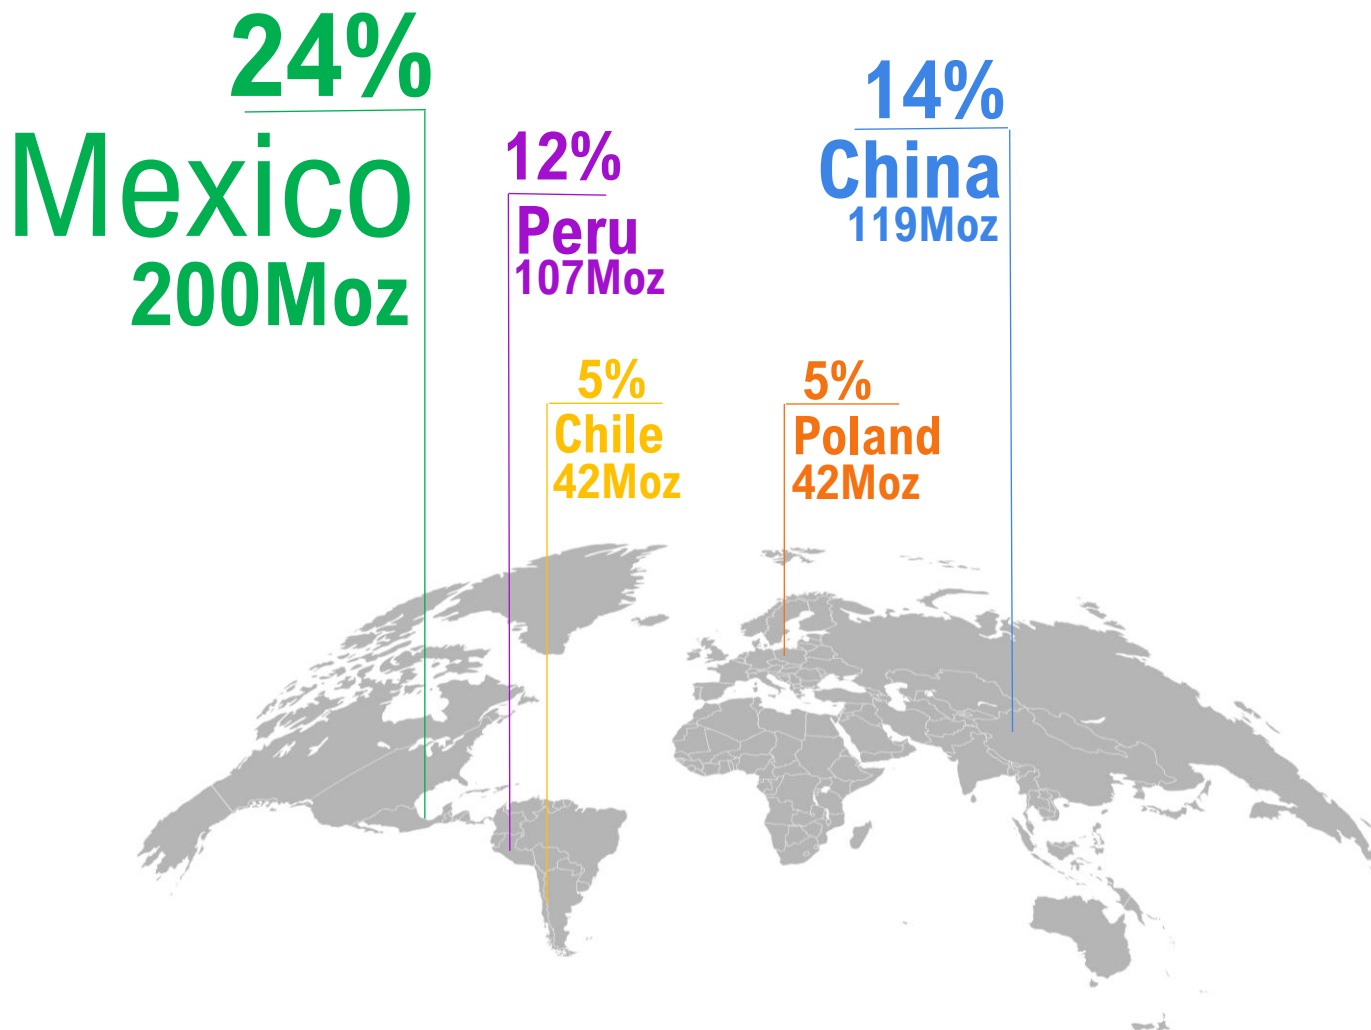 24%
Mexico
200Moz
12%
Peru
107Moz
14%
China
119Moz
5%
Chile
42Moz
5%
Poland
42Moz